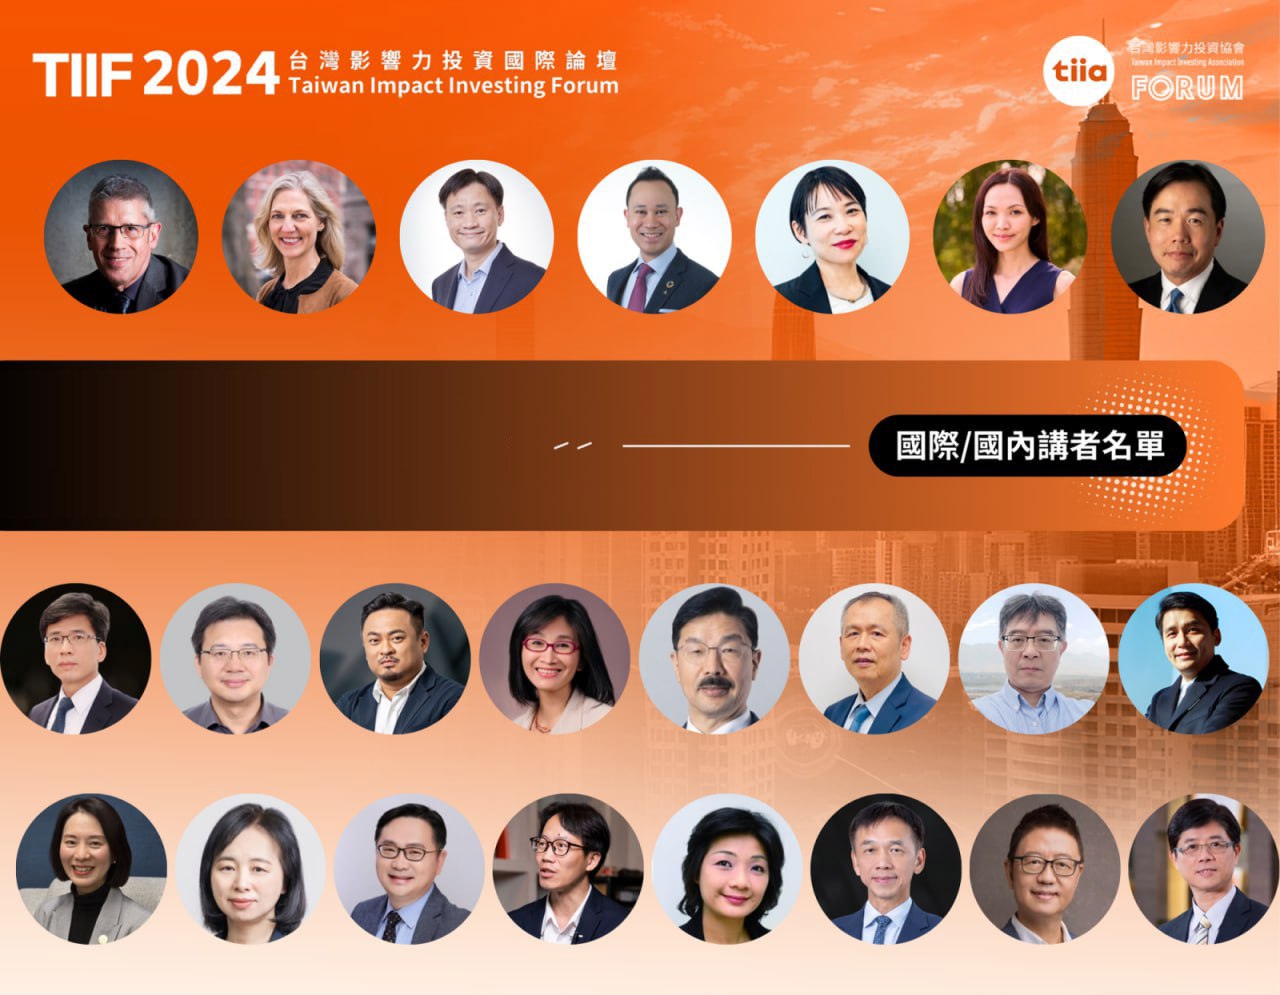 TIIF 2024
台灣影響力投資國際論壇
Taiwan Impact Investing Forum
tiia
台灣影響力投資協會
Taiwan Impact Investing Association
FORUM
國際/國內講者名單